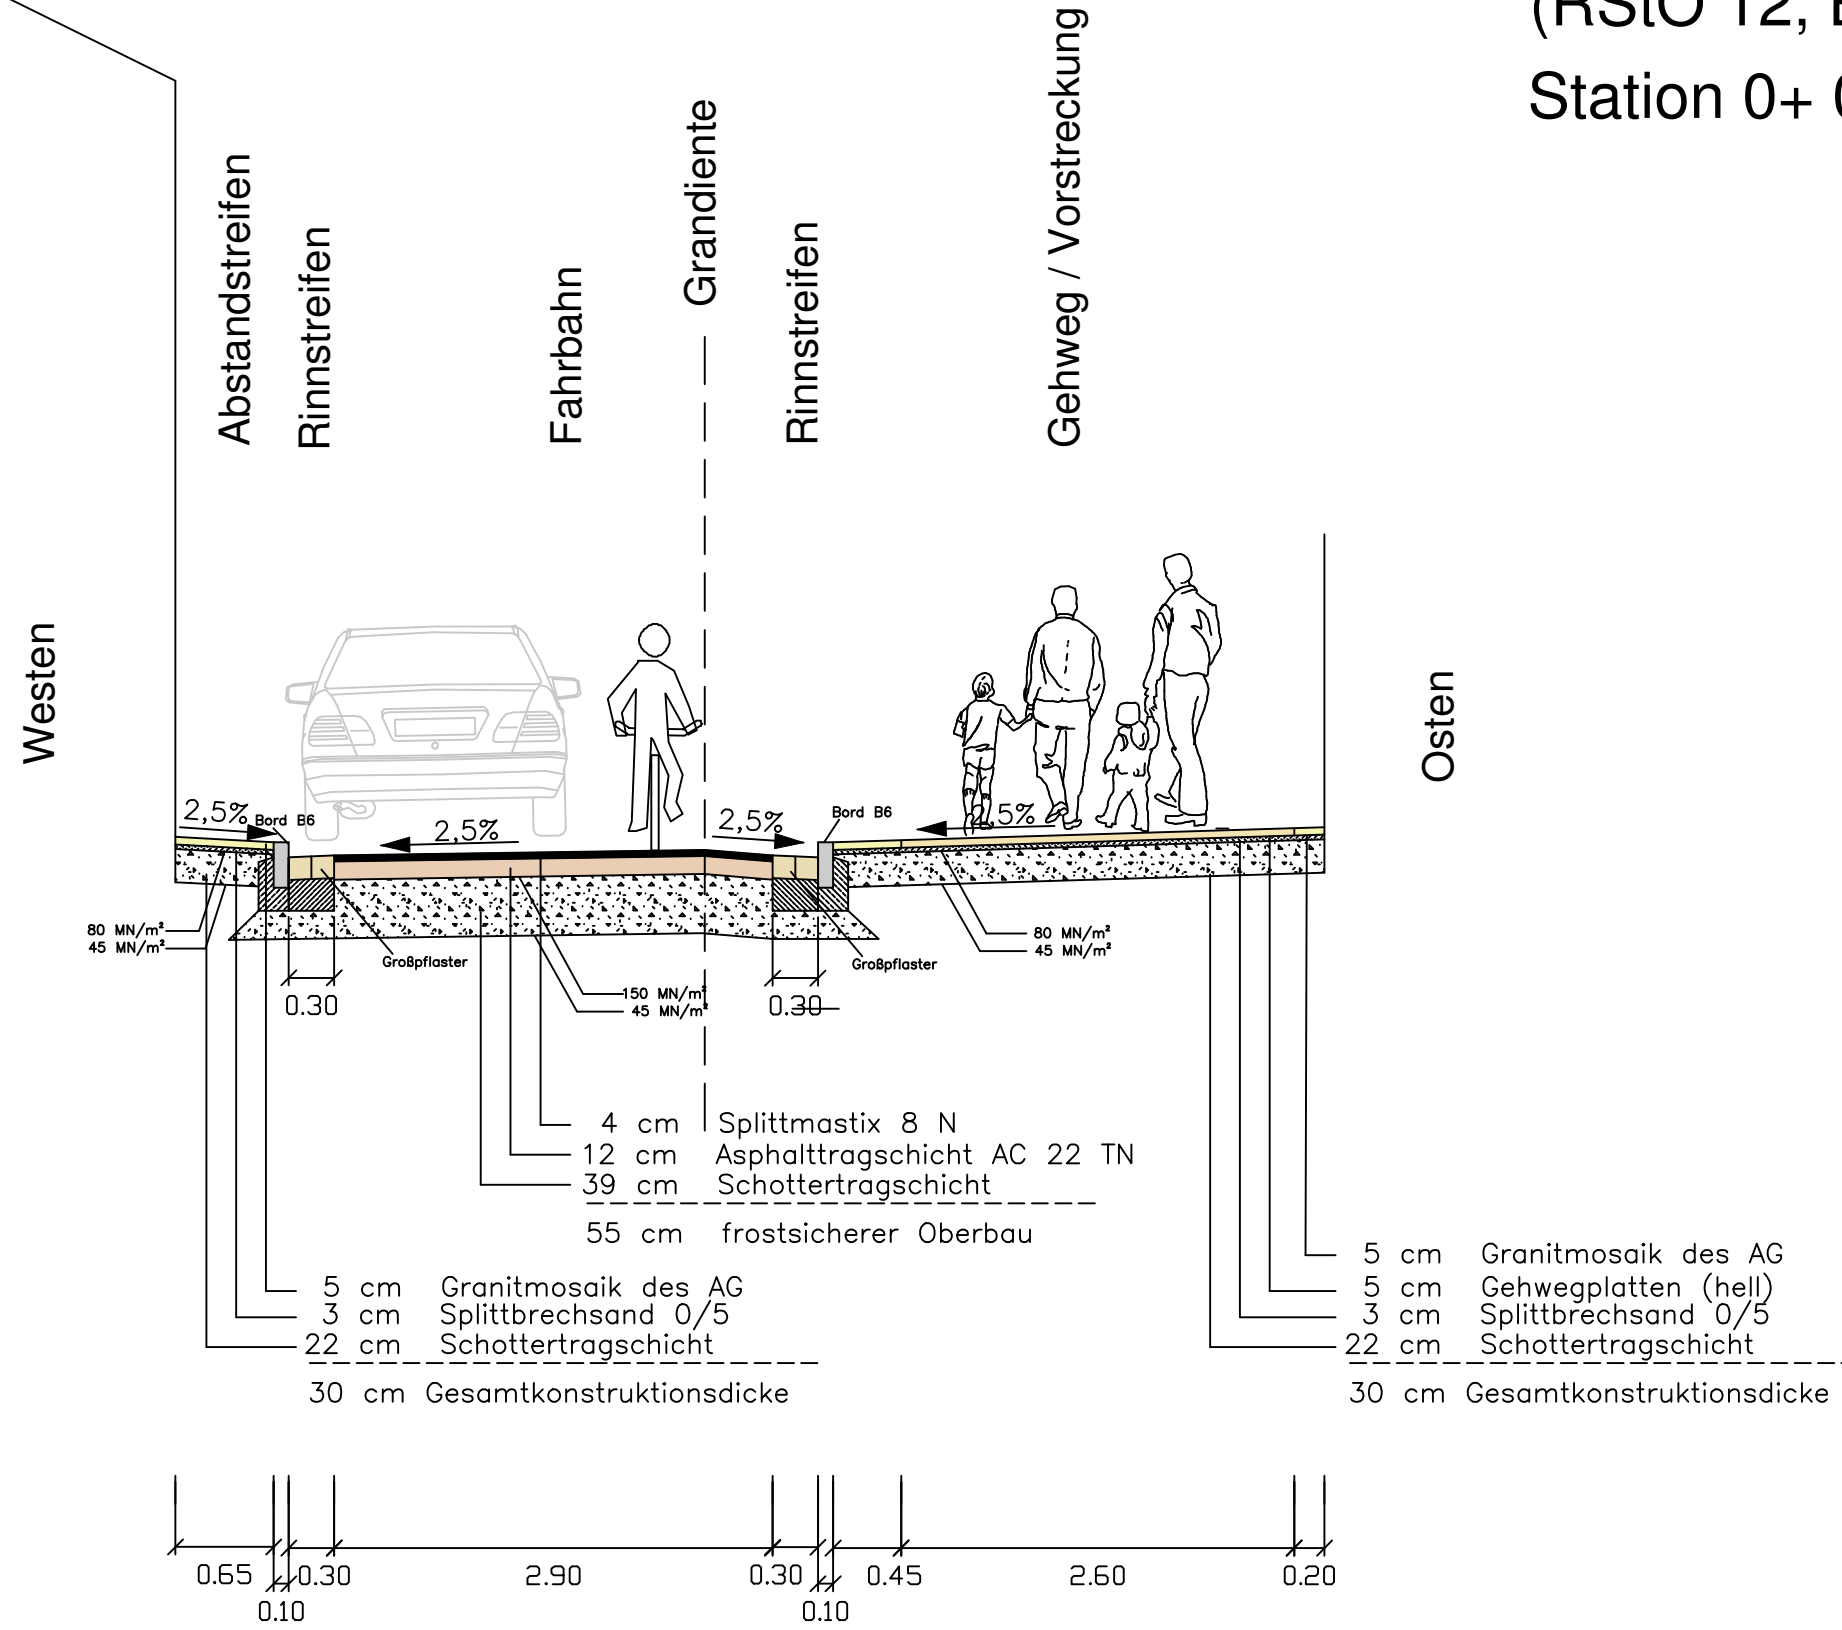 (RStO 12,
Station 0+
Abstandstreifen
Rinnstreifen
Fahrbahn
Grandiente
Rinnstreifen
Gehweg / Vorstreckung
Westen
Osten
2,5%
Bord B6
2,5%
2,5%
Bord B6
,5%
80 MN/m²
45 MN/m²
Großpflaster
150 MN/m²
45 MN/m²
Großpflaster
80 MN/m²
45 MN/m²
0.30
0.30
4 cm Splittmastix 8 N
12 cm Asphalttragschicht AC 22 TN
39 cm Schottertragschicht
55 cm frostsicherer Oberbau
5 cm Granitmosaik des AG
3 cm Splittbrechsand 0/5
22 cm Schottertragschicht
30 cm Gesamtkonstruktionsdicke
5 cm Granitmosaik des AG
5 cm Gehwegplatten (hell)
3 cm Splittbrechsand 0/5
22 cm Schottertragschicht
30 cm Gesamtkonstruktionsdicke
0.65 0.30 2.90 0.30 0.45 2.60 0.20
0.10 0.10